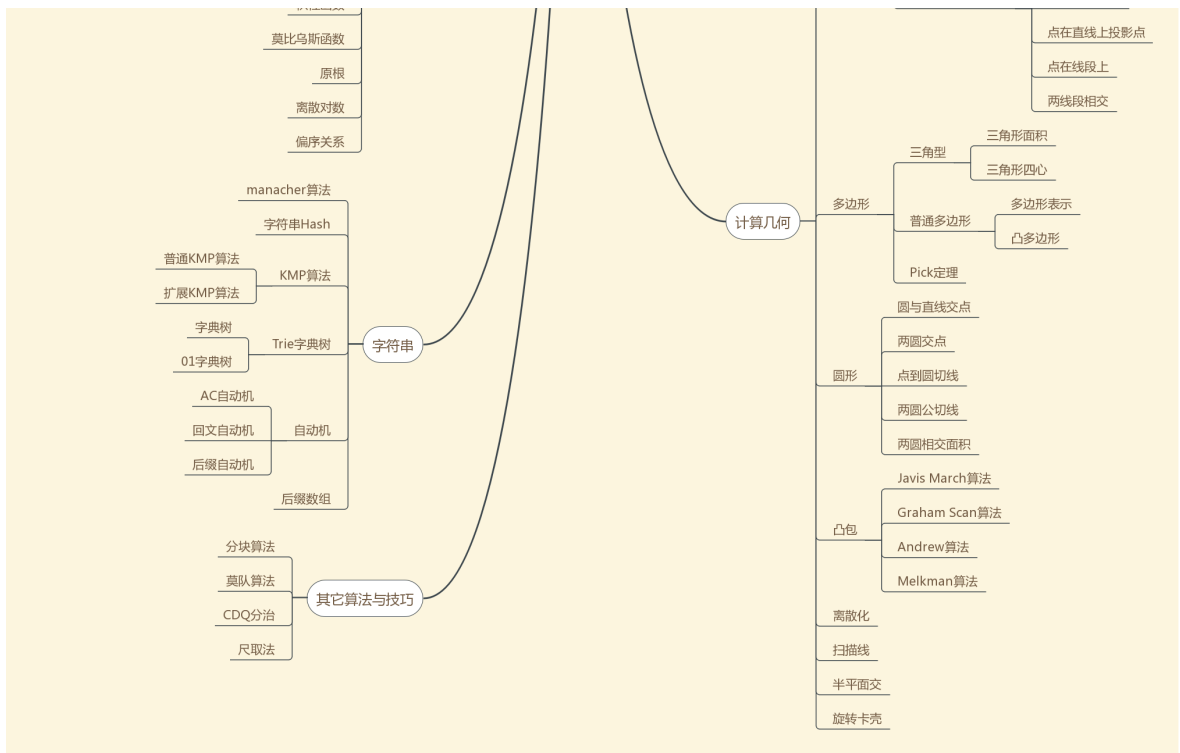 莫比乌斯函数
原根
离散对数
偏序关系
manacher算法
字符串Hash
普通KMP算法
扩展KMP算法
KMP算法
字典树
01字典树
Trie字典树
AC自动机
回文自动机
后缀自动机
自动机
后缀数组
字符串
分块算法
莫队算法
CDQ分治
尺取法
其它算法与技巧
点在直线上投影点
点在线段上
两线段相交
三角形面积
三角形四心
三角型
多边形
普通多边形
多边形表示
凸多边形
Pick定理
计算几何
圆与直线交点
两圆交点
圆形
点到圆切线
两圆公切线
两圆相交面积
Javis March算法
Graham Scan算法
凸包
Andrew算法
Melkman算法
离散化
扫描线
半平面交
旋转卡壳